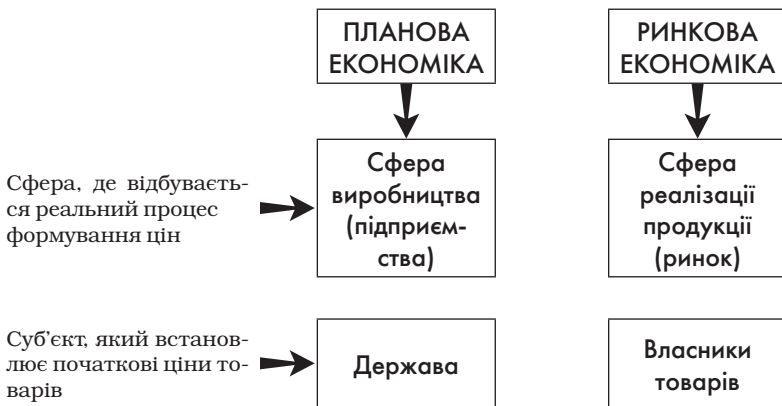 ПЛАНОВА
ЕКОНОМІКА
РИНКОВА
ЕКОНОМІКА
Сфера, де відбуваєть-
ся реальний процес
формування цін
Сфера
виробництва
(підприєм-
ства)
Сфера
реалізації
продукції
(ринок)
Суб’єкт, який встанов-
лює початкові ціни то-
варів
Держава
Власники
товарів